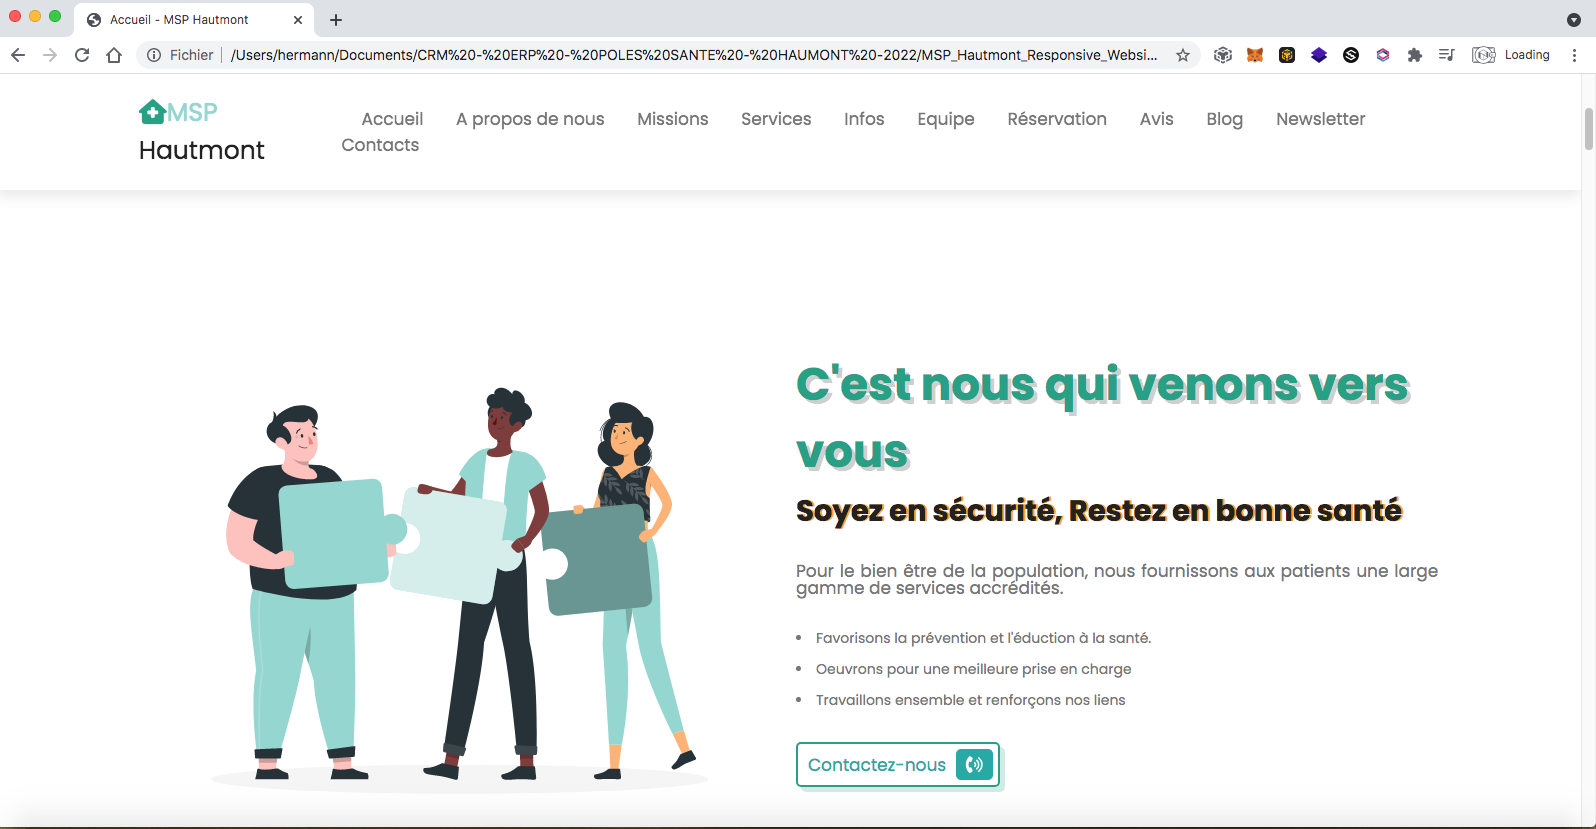 Accueil - MSP Hautmont
Fichier /Users/hermann/Documents/CRM%20-%20ERP%20-%20POLES%20SANTE%20-%20HAUMONT%20-2022/MSP_Hautmont_Responsive_Websi...
Loading
MSP
Hautmont
Accueil A propos de nous Missions Services Infos Equipe Réservation Avis Blog Newsletter
Contacts
C'est nous qui venons vers
vous
Soyez en sécurité, Restez en bonne santé
Pour le bien être de la population, nous fournissons aux patients une large
gamme de services accrédités.
• Favorisons la prévention et l'éduction à la santé.
• Oeuvrons pour une meilleure prise en charge
• Travaillons ensemble et renforçons nos liens
Contactez-nous